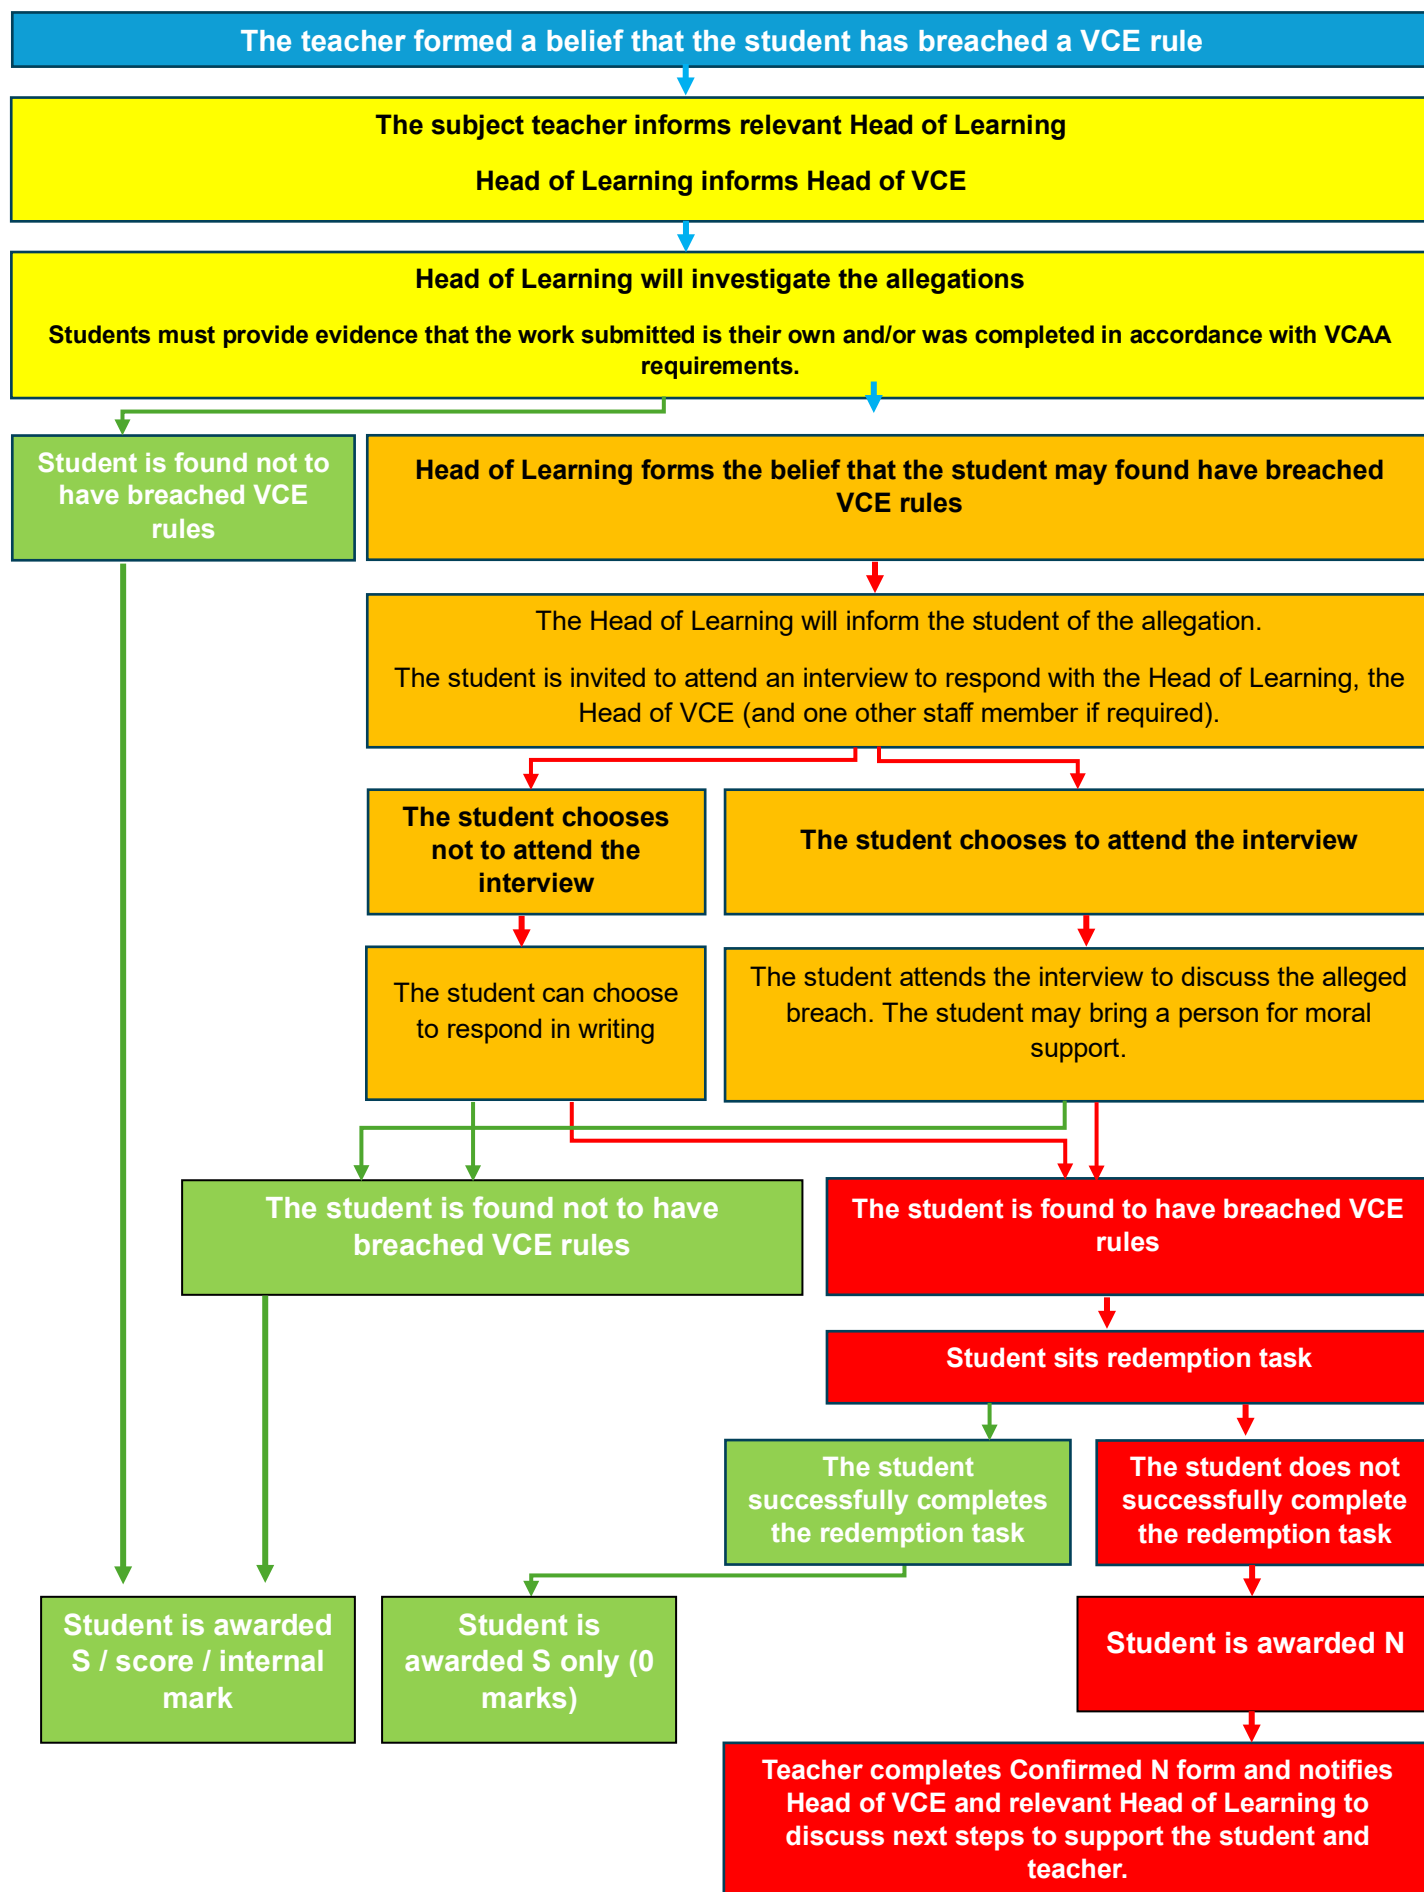 The teacher formed a belief that the student has breached a VCE rule
The subject teacher informs relevant Head of Learning
Head of Learning informs Head of VCE
Head of Learning will investigate the allegations
Students must provide evidence that the work submitted is their own and/or was completed in accordance with VCAA
requirements.
Student is found not to
have breached VCE
rules
Head of Learning forms the belief that the student may found have breached
VCE rules
The Head of Learning will inform the student of the allegation.
The student is invited to attend an interview to respond with the Head of Learning, the
Head of VCE (and one other staff member if required).
The student chooses
not to attend the
interview
The student chooses to attend the interview
The student can choose
to respond in writing
The student attends the interview to discuss the alleged
breach. The student may bring a person for moral
support.
The student is found not to have
breached VCE rules
The student is found to have breached VCE
rules
Student sits redemption task
The student
successfully completes
the redemption task
The student does not
successfully complete
the redemption task
Student is awarded
S / score / internal
mark
Student is
awarded S only (0
marks)
Student is awarded N
Teacher completes Confirmed N form and notifies
Head of VCE and relevant Head of Learning to
discuss next steps to support the student and
teacher.